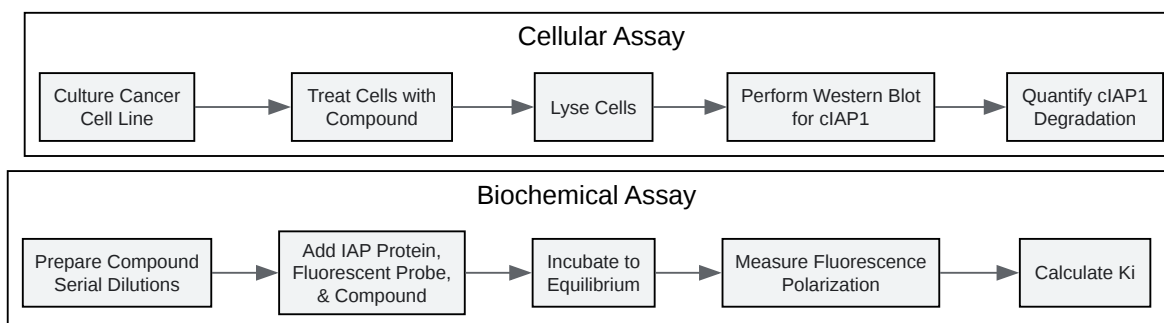 Cellular Assay
Culture Cancer
Cell Line
Treat Cells with
Compound
Lyse Cells
Perform Western Blot
for cIAP1
Quantify cIAP1
Degradation
Biochemical Assay
Prepare Compound
Serial Dilutions
Add IAP Protein,
Fluorescent Probe,
& Compound
Incubate to
Equilibrium
Measure Fluorescence
Polarization
Calculate Ki